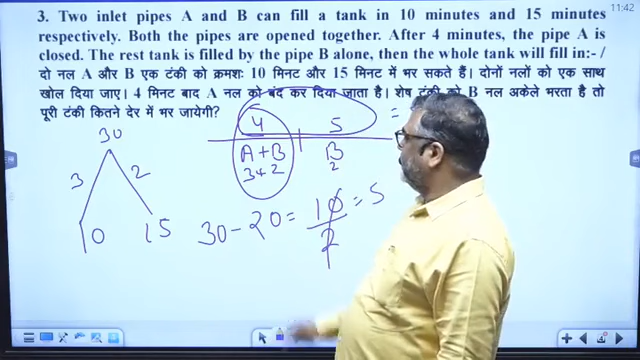 11:42
3. Two inlet pipes A and B can fill a tank in 10 minutes and 15 minutes
respectively. Both the pipes are opened together. After 4 minutes, the pipe A is
closed. The rest tank is filled by the pipe B alone, then the whole tank will fill in:- /
दो नल A और B एक टंकी को क्रमशः 10 मिनट और 15 मिनट में भर सकते हैं। दोनों नलों को एक साथ
खोल दिया जाए। 4 मिनट बाद A नल को बंद कर दिया जाता है। शेष टंकी को B नल अकेले भरता है तो
पूरी टंकी कितने देर में भर जायेगी?
4 | 5 =
A+B B
3+2 2
30
3 2
10 15
30-20= 10/2 =5